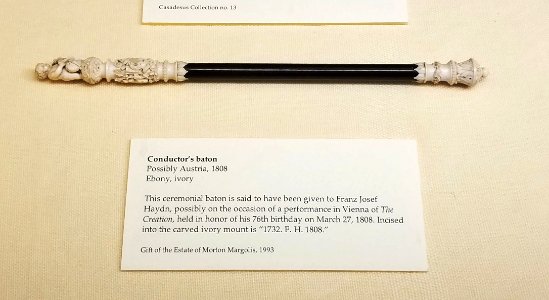 Casadesus Collection no. 13
Conductor's baton
Possibly Austria, 1808
Ebony, ivory
This ceremonial baton is said to have been given to Franz Josef
Haydn, possibly on the occasion of a performance in Vienna of The
Creation, held in honor of his 76th birthday on March 27, 1808. Incised
into the carved ivory mount is "1732. F. H. 1808."
Gift of the Estate of Morton Margolis, 1993